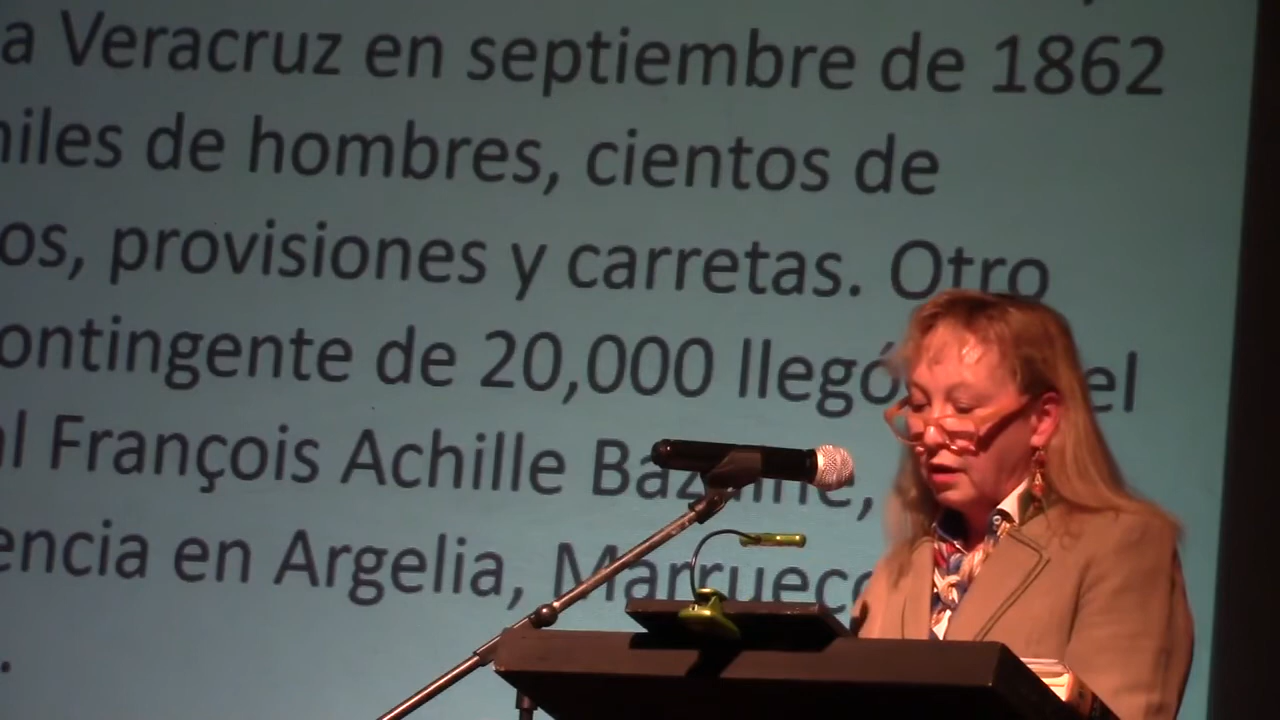 a Veracruz en septiembre de 1862
miles de hombres, cientos de
os, provisiones y carretas. Otro
ontingente de 20,000 llegó el
al François Achille Bazaine,
encia en Argelia,
.